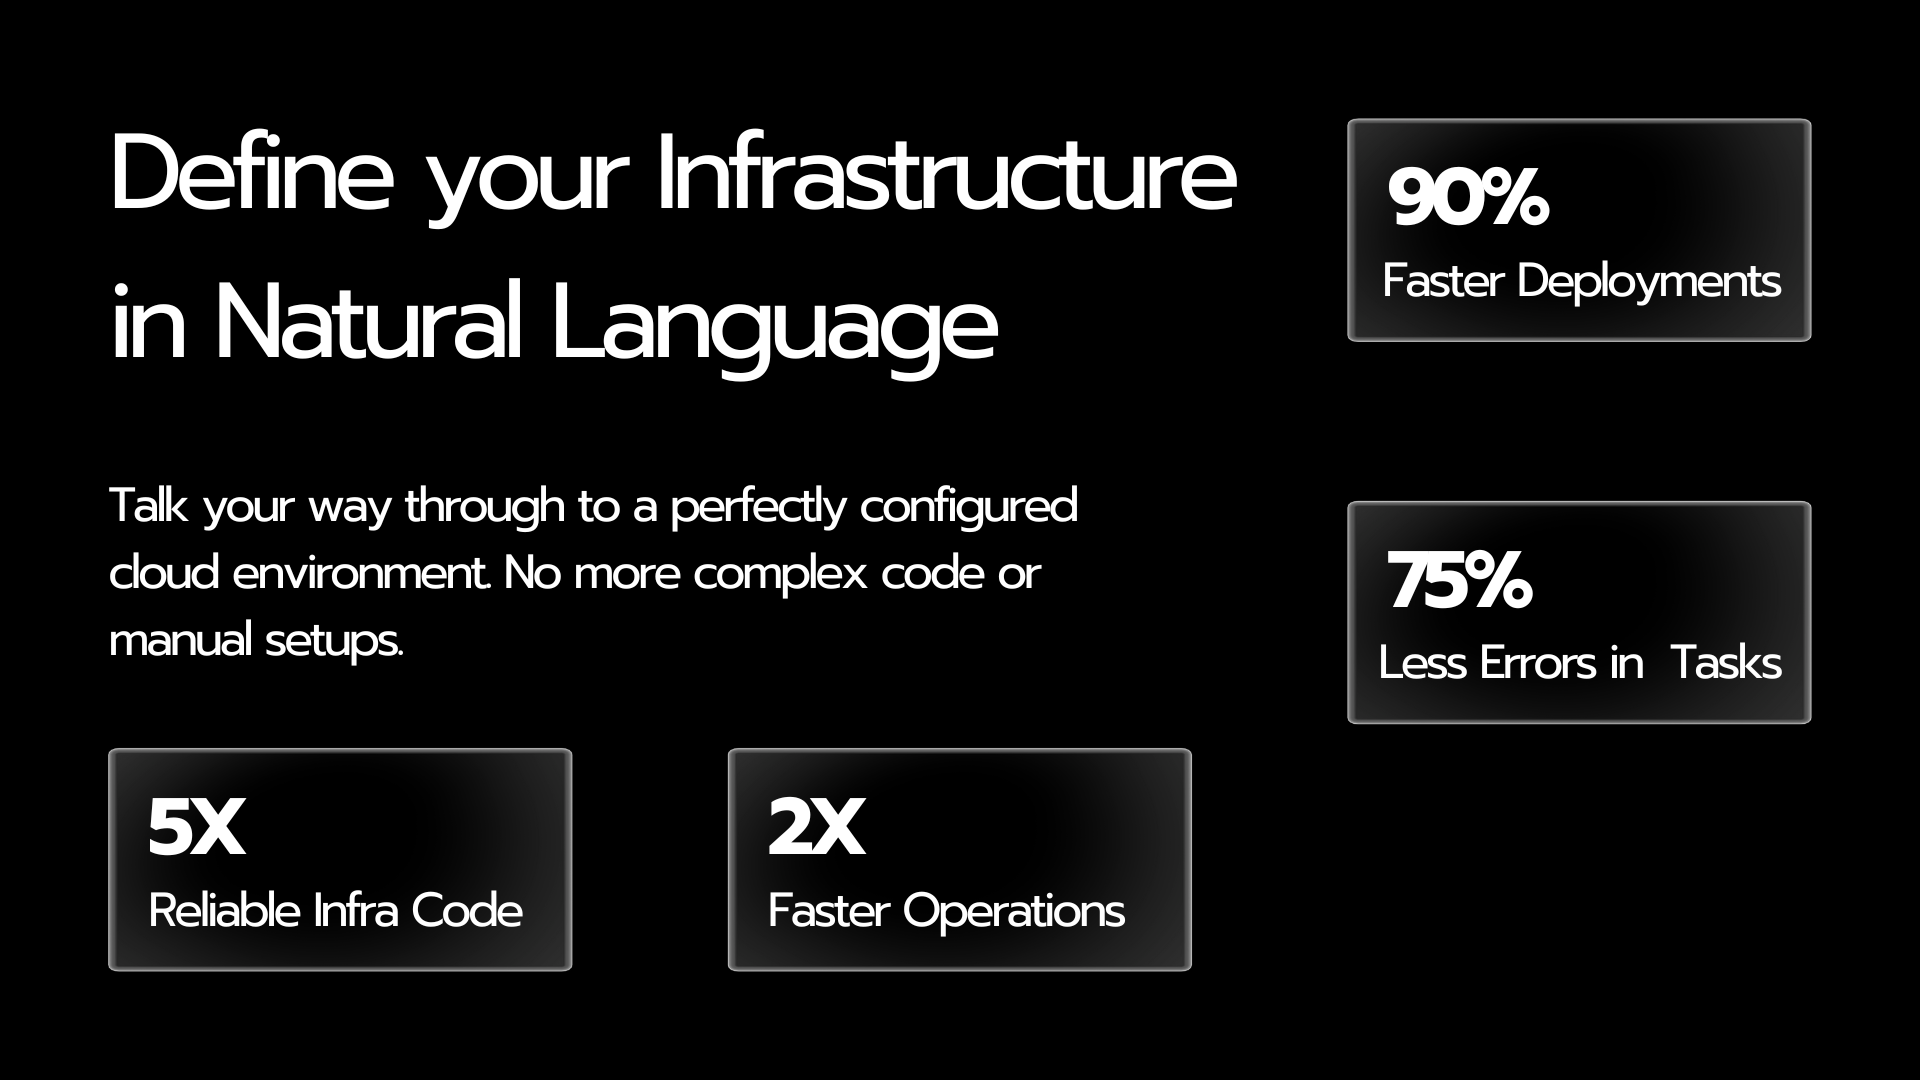 Define your Infrastructure
in Natural Language
Talk your way through to a perfectly configured
cloud environment. No more complex code or
manual setups.
90%
Faster Deployments
75%
Less Errors in  Tasks
5X
Reliable Infra Code
2X
Faster Operations